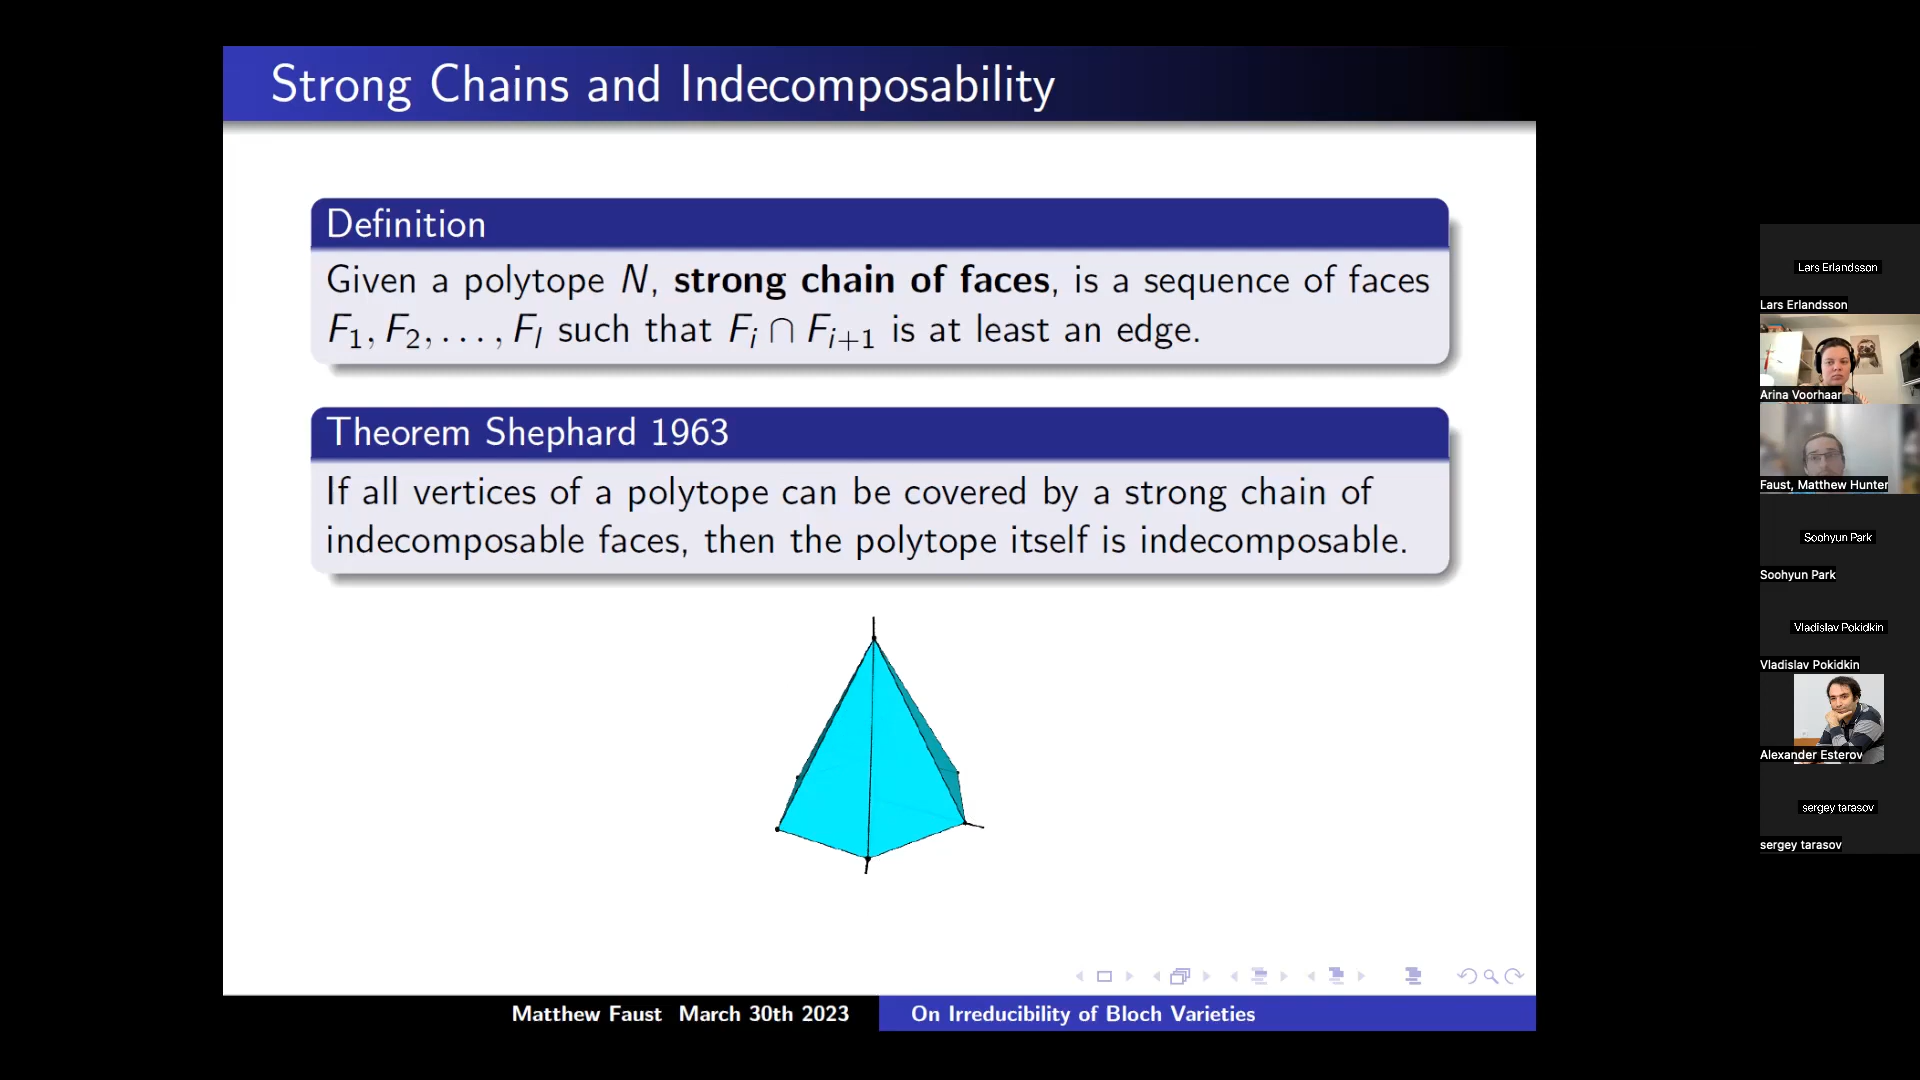 Strong Chains and Indecomposability
Definition
Given a polytope N, strong chain of faces, is a sequence of faces
F₁, F₂, . . . , Fₗ such that Fᵢ ∩ Fᵢ₊₁ is at least an edge.
Theorem Shephard 1963
If all vertices of a polytope can be covered by a strong chain of
indecomposable faces, then the polytope itself is indecomposable.
Matthew Faust March 30th 2023
On Irreducibility of Bloch Varieties
Lars Erlandsson
Lars Erlandsson
Arina Voorhaar
Faust, Matthew Hunter
Soohyun Park
Soohyun Park
Vladislav Pokidkin
Vladislav Pokidkin
Alexander Esterov
sergey tarasov
sergey tarasov